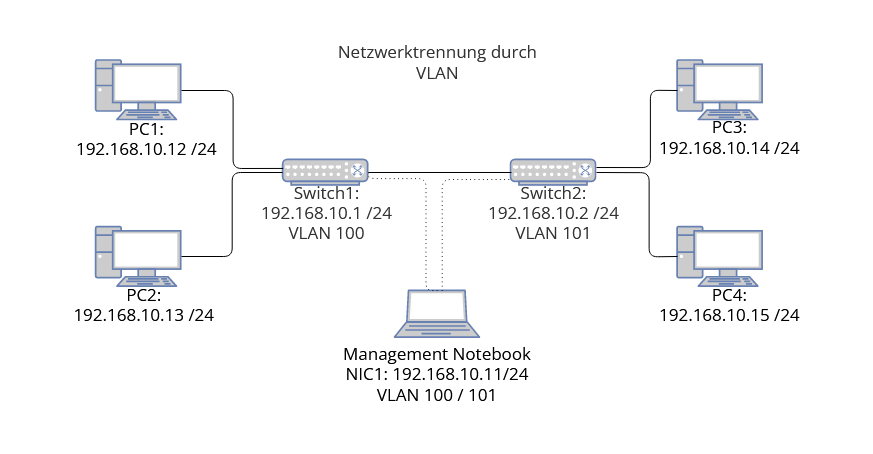 Netzwerktrennung durch
VLAN
PC1:
192.168.10.12 /24
PC3:
192.168.10.14 /24
Switch1:
192.168.10.1 /24
VLAN 100
Switch2:
192.168.10.2 /24
VLAN 101
PC2:
192.168.10.13 /24
PC4:
192.168.10.15 /24
Management Notebook
NIC1: 192.168.10.11/24
VLAN 100 / 101